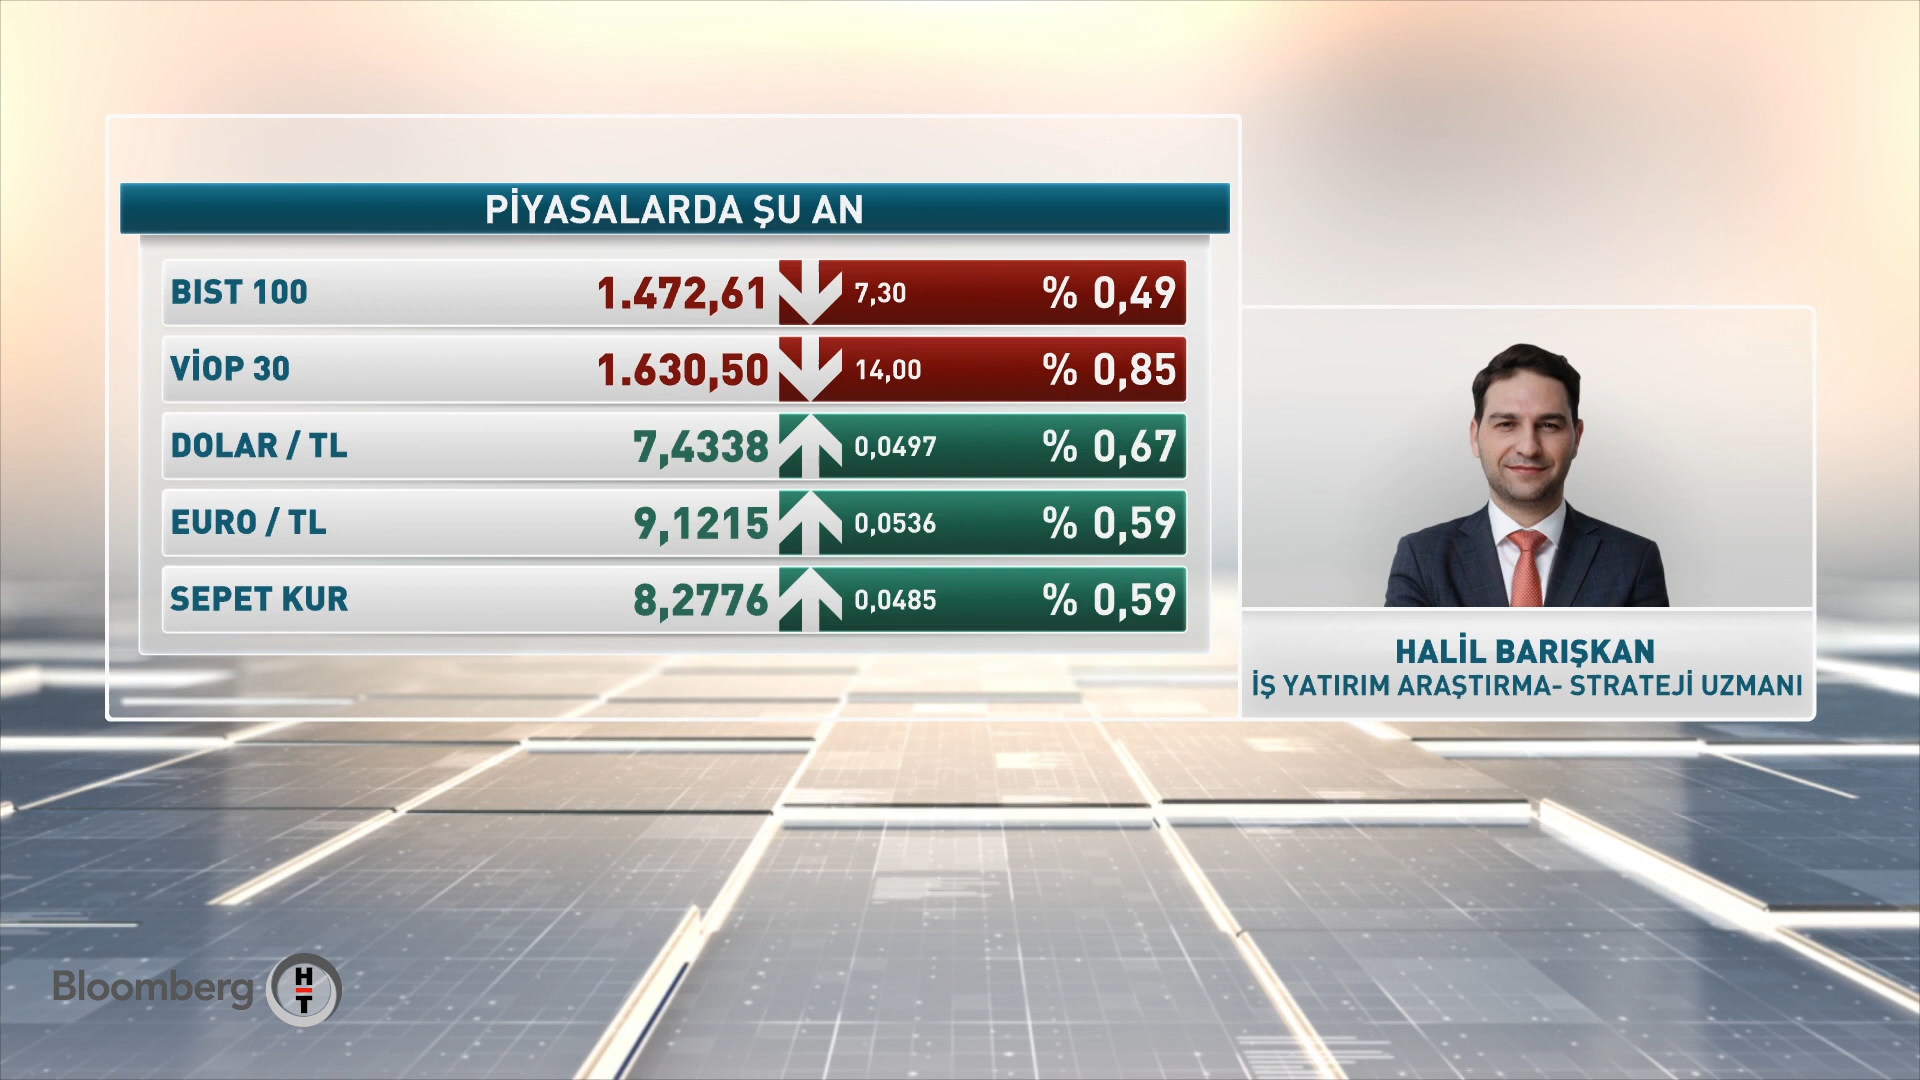 PİYASALARDA ŞU AN
BIST 100 1.472,61 7,30 % 0,49
VİOP 30 1.630,50 14,00 % 0,85
DOLAR / TL 7,4338 0,0497 % 0,67
EURO / TL 9,1215 0,0536 % 0,59
SEPET KUR 8,2776 0,0485 % 0,59
HALİL BARIŞKAN
İŞ YATIRIM ARAŞTIRMA- STRATEJİ UZMANI
Bloomberg HT